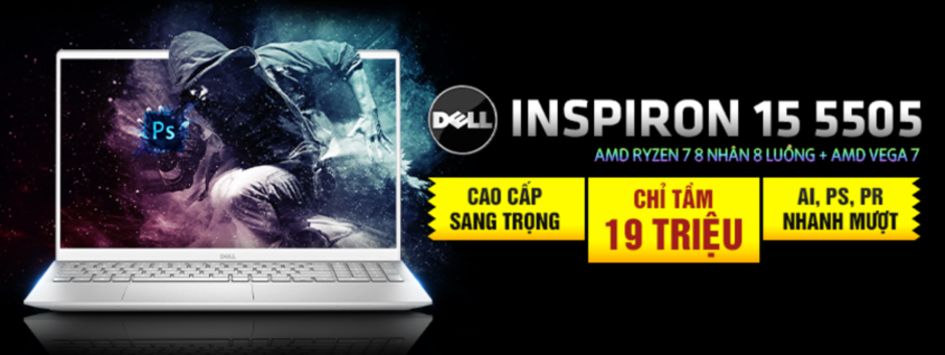 Ps
DELL
DELL
INSPIRON 15 5505
AMD RYZEN 7 8 NHÂN 8 LUỒNG + AMD VEGA 7
CAO CẤP
SANG TRỌNG
CHỈ TẦM
19 TRIỆU
AI, PS, PR
NHANH MƯỢT